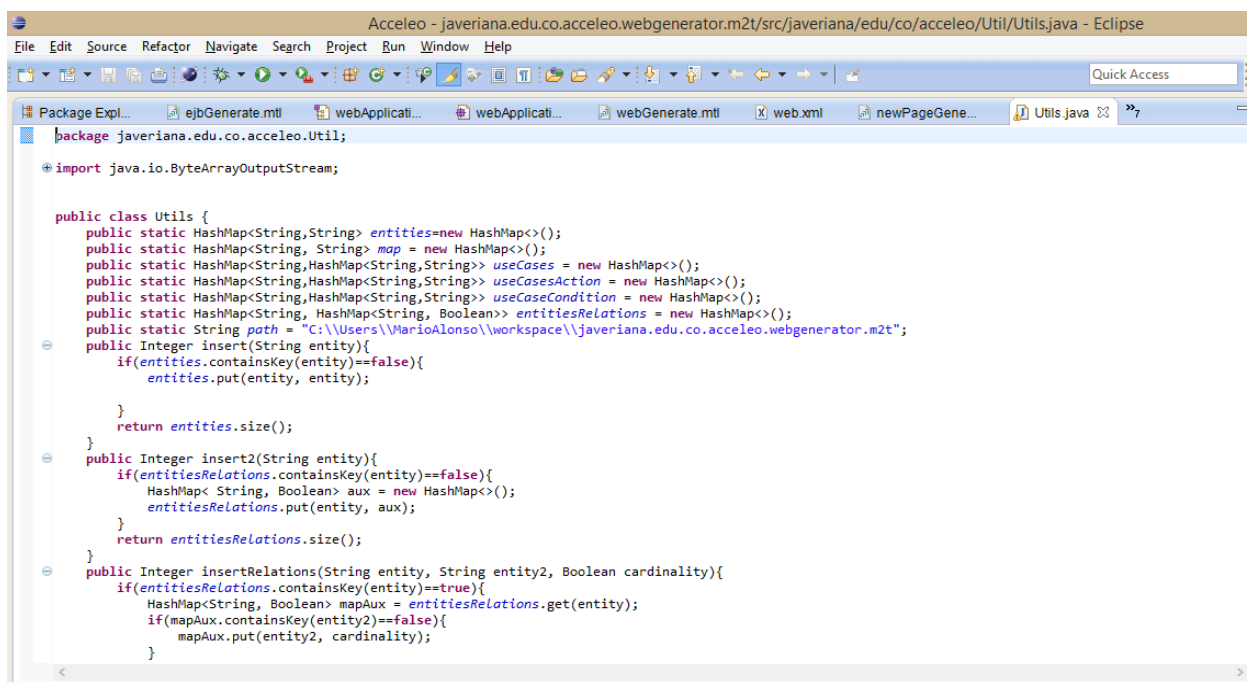 Acceleo - javeriana.edu.co.acceleo.webgenerator.m2t/src/javeriana/edu/co/acceleo/Util/Utils.java - Eclipse
File Edit Source Refactor Navigate Search Project Run Window Help
Quick Access
Package Expl... ejbGenerate.mtl webApplicati... webApplicati... webGenerate.mtl web.xml newPageGene... Utils.java »7
package javeriana.edu.co.acceleo.Util;
import java.io.ByteArrayOutputStream;
public class Utils {
public static HashMap<String,String> entities=new HashMap<>();
public static HashMap<String, String> map = new HashMap<>();
public static HashMap<String,HashMap<String,String>> useCases = new HashMap<>();
public static HashMap<String,HashMap<String,String>> useCasesAction = new HashMap<>();
public static HashMap<String,HashMap<String,String>> useCaseCondition = new HashMap<>();
public static HashMap<String, HashMap<String, Boolean>> entitiesRelations = new HashMap<>();
public static String path = "C:\\Users\\MarioAlonso\\workspace\\javeriana.edu.co.acceleo.webgenerator.m2t";
public Integer insert(String entity){
if(entities.containsKey(entity)==false){
entities.put(entity, entity);
}
return entities.size();
}
public Integer insert2(String entity){
if(entitiesRelations.containsKey(entity)==false){
HashMap< String, Boolean> aux = new HashMap<>();
entitiesRelations.put(entity, aux);
}
return entitiesRelations.size();
}
public Integer insertRelations(String entity, String entity2, Boolean cardinality){
if(entitiesRelations.containsKey(entity)==true){
HashMap<String, Boolean> mapAux = entitiesRelations.get(entity);
if(mapAux.containsKey(entity2)==false){
mapAux.put(entity2, cardinality);
}